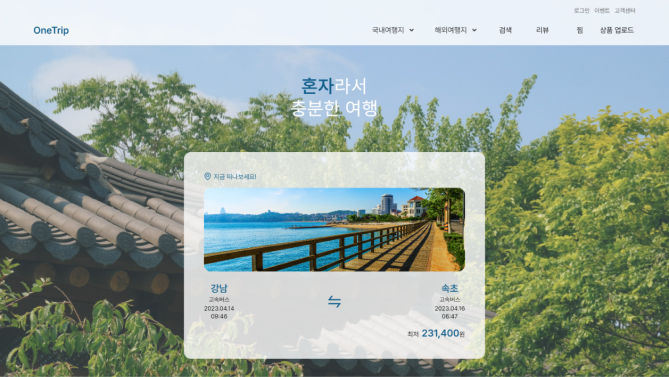 로그인 이벤트 고객센터
OneTrip 국내여행지 해외여행지 검색 리뷰 찜 상품 업로드
혼자라서
충분한 여행
지금 떠나보세요!
강남 속초
고속버스 고속버스
2023.04.14 2023.04.16
09:46 06:47
최저 231,400원